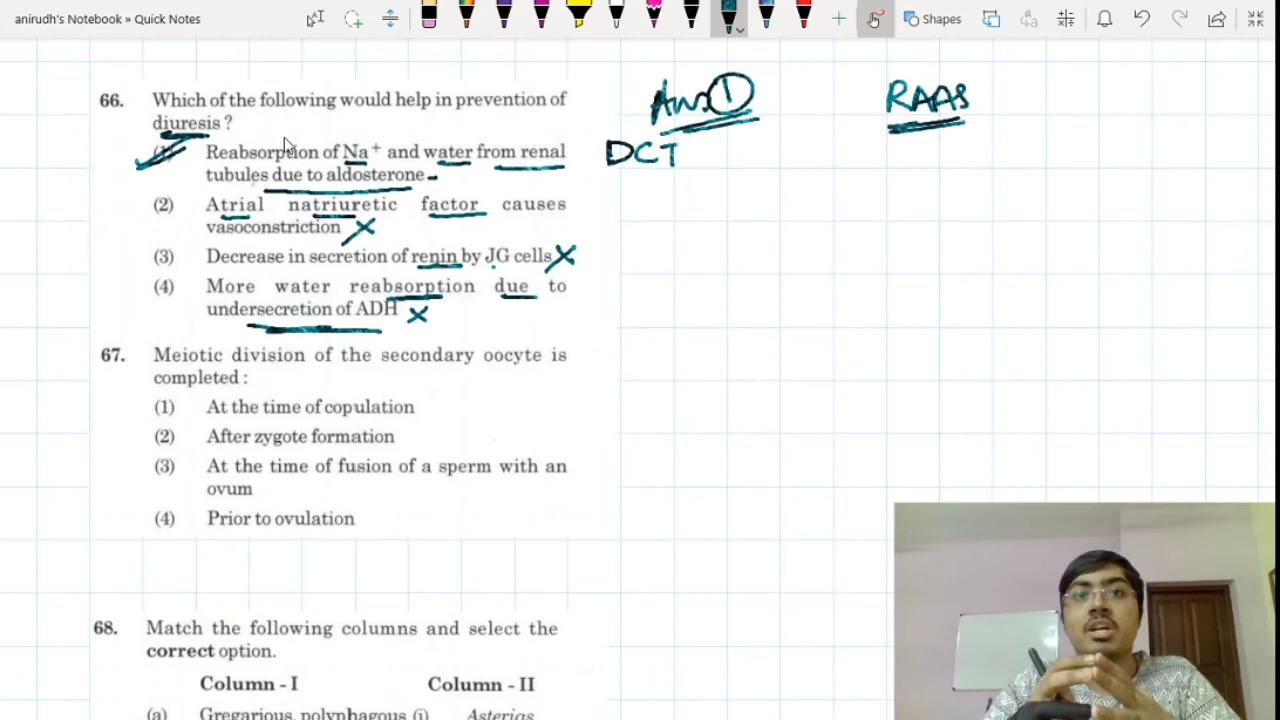 anirudh's Notebook » Quick Notes
Shapes
66. Which of the following would help in prevention of
diuresis ?
(1) Reabsorption of Na+ and water from renal
tubules due to aldosterone
(2) Atrial natriuretic factor causes
vasoconstriction
(3) Decrease in secretion of renin by JG cells
(4) More water reabsorption due to
undersecretion of ADH
Ans ①
DCT
RAAS
67. Meiotic division of the secondary oocyte is
completed :
(1) At the time of copulation
(2) After zygote formation
(3) At the time of fusion of a sperm with an
ovum
(4) Prior to ovulation
68. Match the following columns and select the
correct option.
Column - I Column - II
(a) Gregarious, polyphagous (i) Asterias